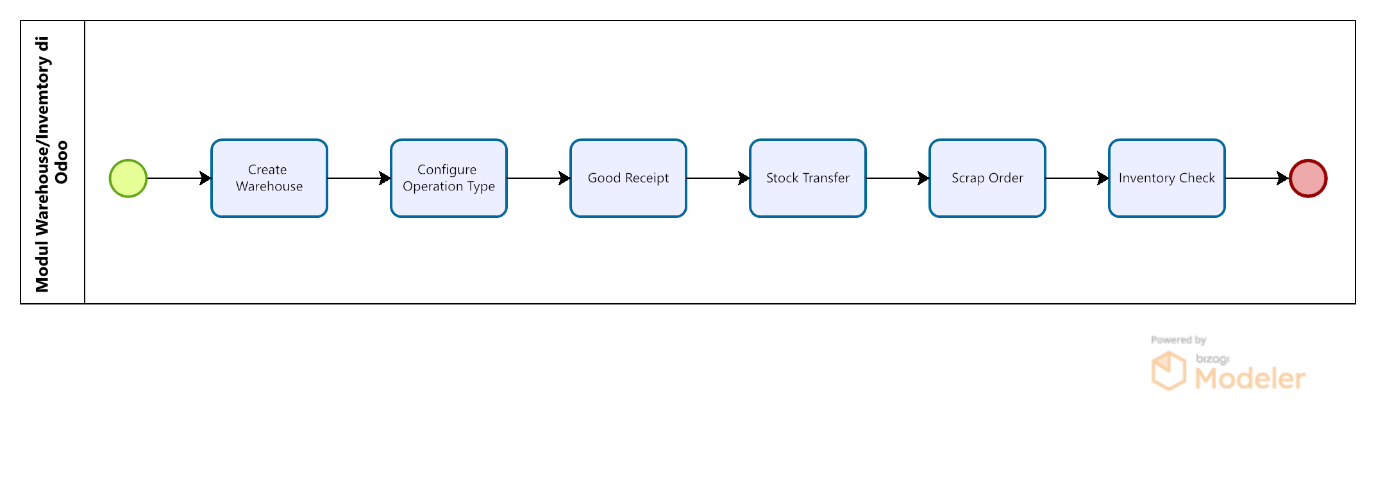 Modul Warehouse/Invemtory di
Odoo
Create
Warehouse
Configure
Operation Type
Good Receipt
Stock Transfer
Scrap Order
Inventory Check
Powered by
bizagi
Modeler